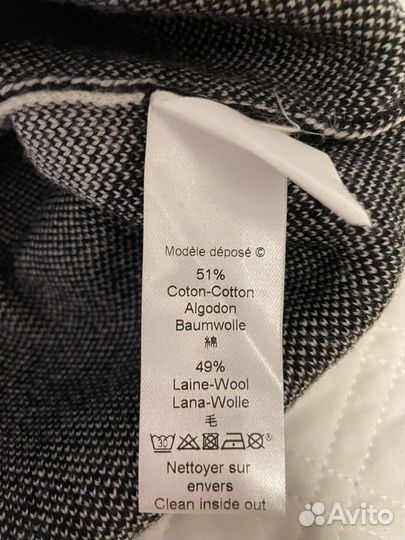 Modèle déposé ©
51%
Coton-Cotton
Algodon
Baumwolle
綿
49%
Laine-Wool
Lana-Wolle
毛
30
Nettoyer sur
envers
Clean inside out
Avito